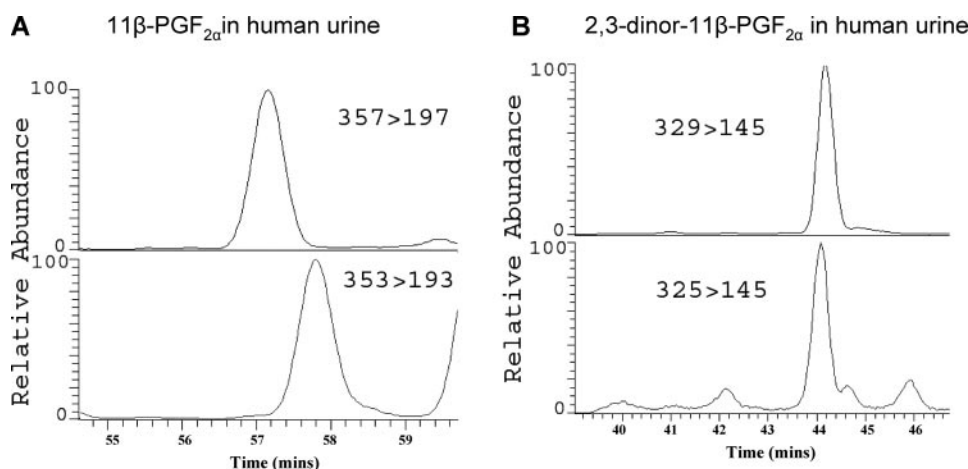 A
11β-PGF2α in human urine
100
357>197
0
100
353>193
0
Relative Abundance
55 56 57 58 59
Time (mins)
B
2,3-dinor-11β-PGF2α in human urine
100
329>145
0
100
325>145
0
Relative Abundance
40 41 42 43 44 45 46
Time (mins)